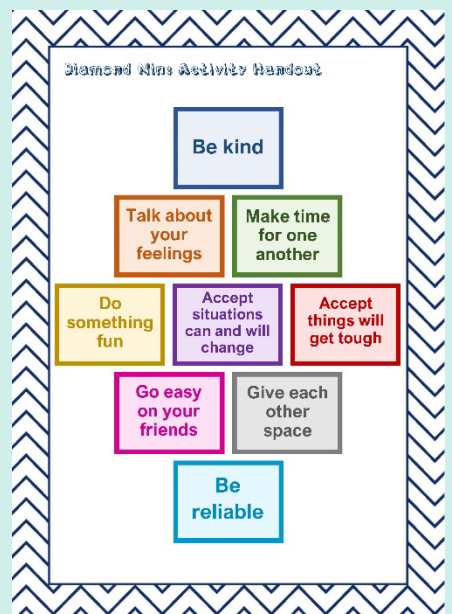 Diamond Nine Activity Handout
Be kind
Talk about
your
feelings
Make time
for one
another
Do
something
fun
Accept
situations
can and will
change
Accept
things will
get tough
Go easy
on your
friends
Give each
other
space
Be
reliable